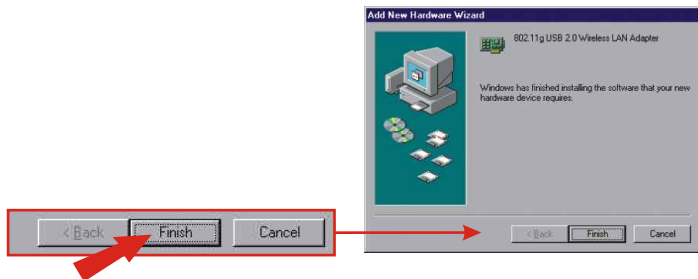 Add New Hardware Wizard
802.11g USB 2.0 Wireless LAN Adapter
Windows has finished installing the software that your new
hardware device requires.
< Back Finish Cancel
< Back Finish Cancel